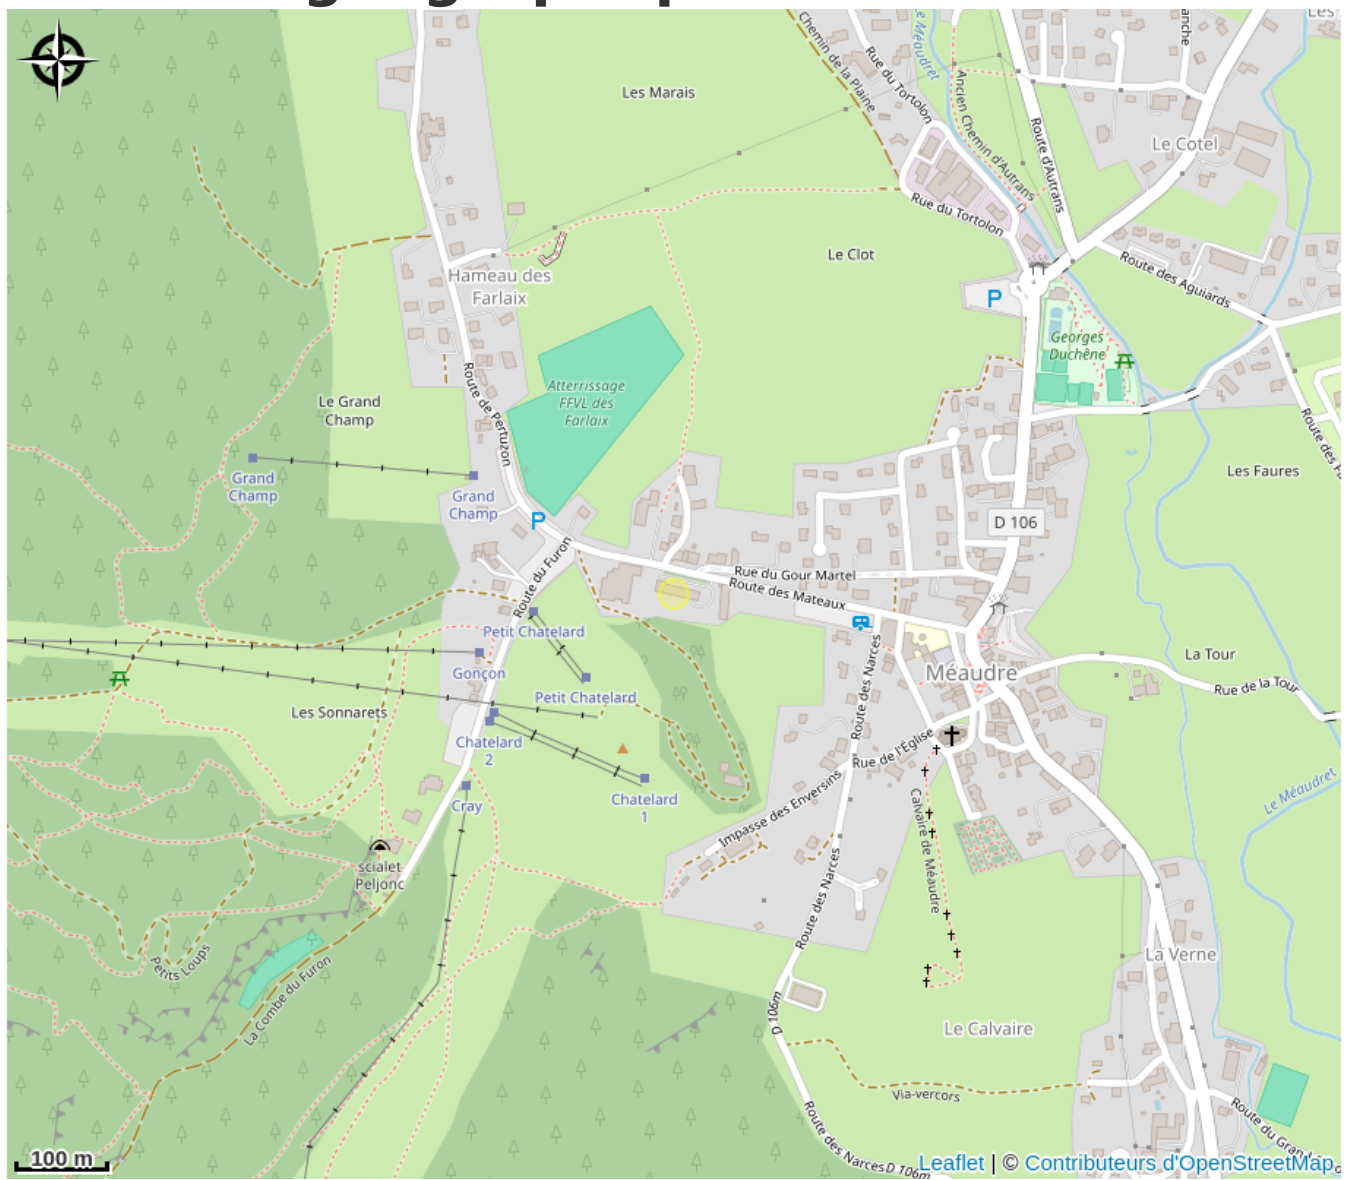 Chemin de la Plaine
Rue du Tortolon
Le Méaudret
Ancien Chemin d'Autrans
Route d'Autrans
Le Cotel
Les Marais
Rue du Tortolon
Le Clot
Route des Aguiards
Hameau des
Farlaix
P
Georges
Duchêne
Route de Pertuzon
Atterrissage
FFVL des
Farlaix
Le Grand
Champ
Les Faures
Grand
Champ
Grand
Champ
P
D 106
Route du Furon
Rue du Gour Martel
Route des Mateaux
Petit Chatelard
Gonçon
Petit Chatelard
Route des Narces
Méaudre
La Tour
Rue de la Tour
Les Sonnarets
Chatelard
2
Rue de l'Église
Chatelard
1
Cray
Impasse des Enversins
Calvaire de Méaudre
Le Méaudret
scialet
Peljonc
Route des Narces
Petits Loups
La Combe du Furon
La Verne
D 106m
Le Calvaire
Via-vercors
Route des Narces
D 106m
100 m
Leaflet | © Contributeurs d'OpenStreetMap